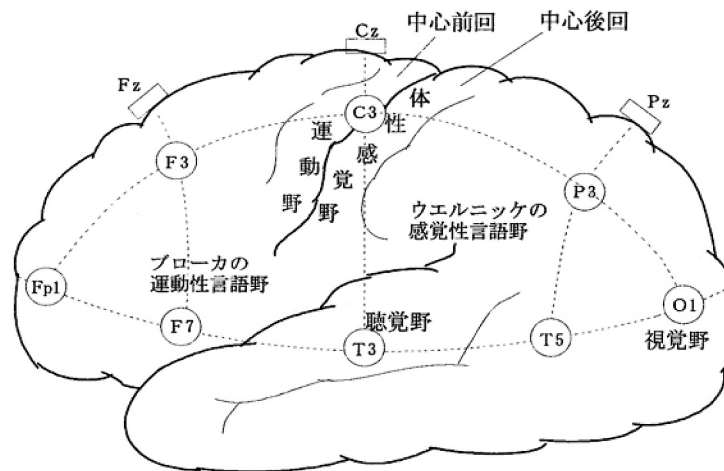 Cz
中心前回
中心後回
Fz
Pz
体性感覚野
運動野
C3
F3
P3
ウエルニッケの
感覚性言語野
ブローカの
運動性言語野
Fp1
F7
聴覚野
T3
T5
O1
視覚野